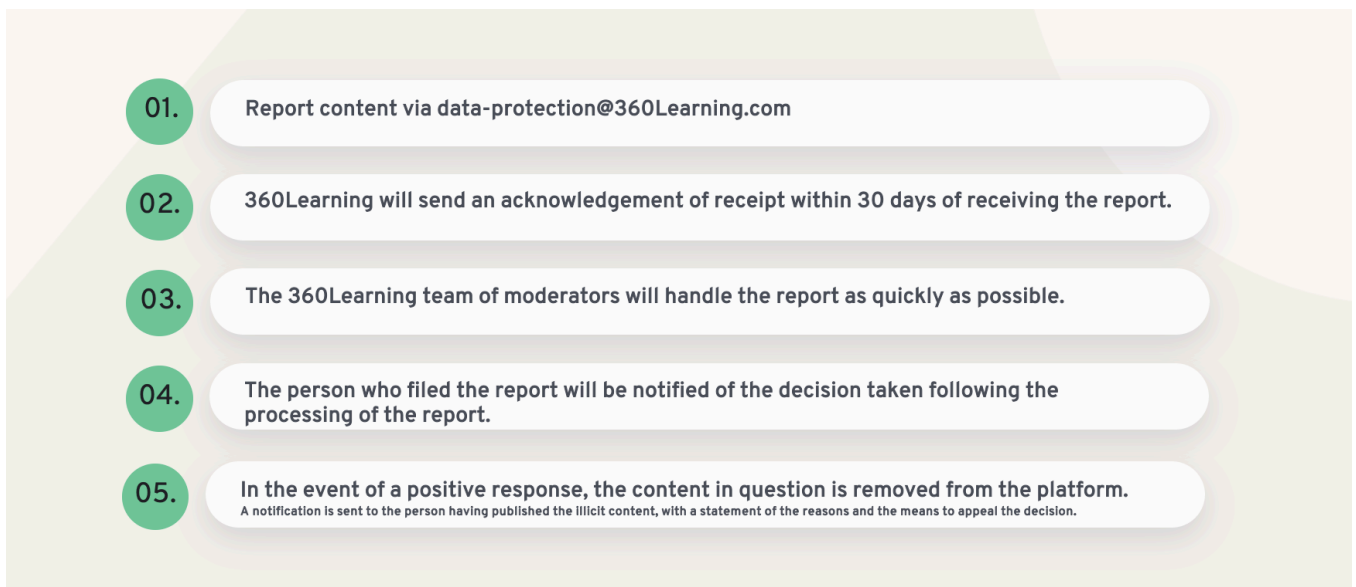 01.
Report content via data-protection@360Learning.com
02.
360Learning will send an acknowledgement of receipt within 30 days of receiving the report.
03.
The 360Learning team of moderators will handle the report as quickly as possible.
04.
The person who filed the report will be notified of the decision taken following the
processing of the report.
05.
In the event of a positive response, the content in question is removed from the platform.
A notification is sent to the person having published the illicit content, with a statement of the reasons and the means to appeal the decision.